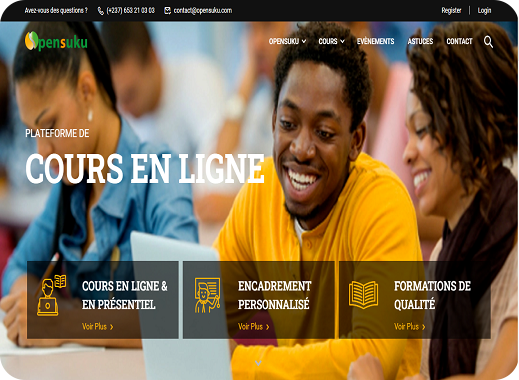 Avez-vous des questions ? (+237) 653 21 03 03 contact@opensuku.com Register Login
Opensuku OPENSUKU COURS EVÈNEMENTS ASTUCES CONTACT
PLATEFORME DE
COURS EN LIGNE
COURS EN LIGNE &
EN PRÉSENTIEL
Voir Plus
ENCADREMENT
PERSONNALISÉ
Voir Plus
FORMATIONS DE
QUALITÉ
Voir Plus